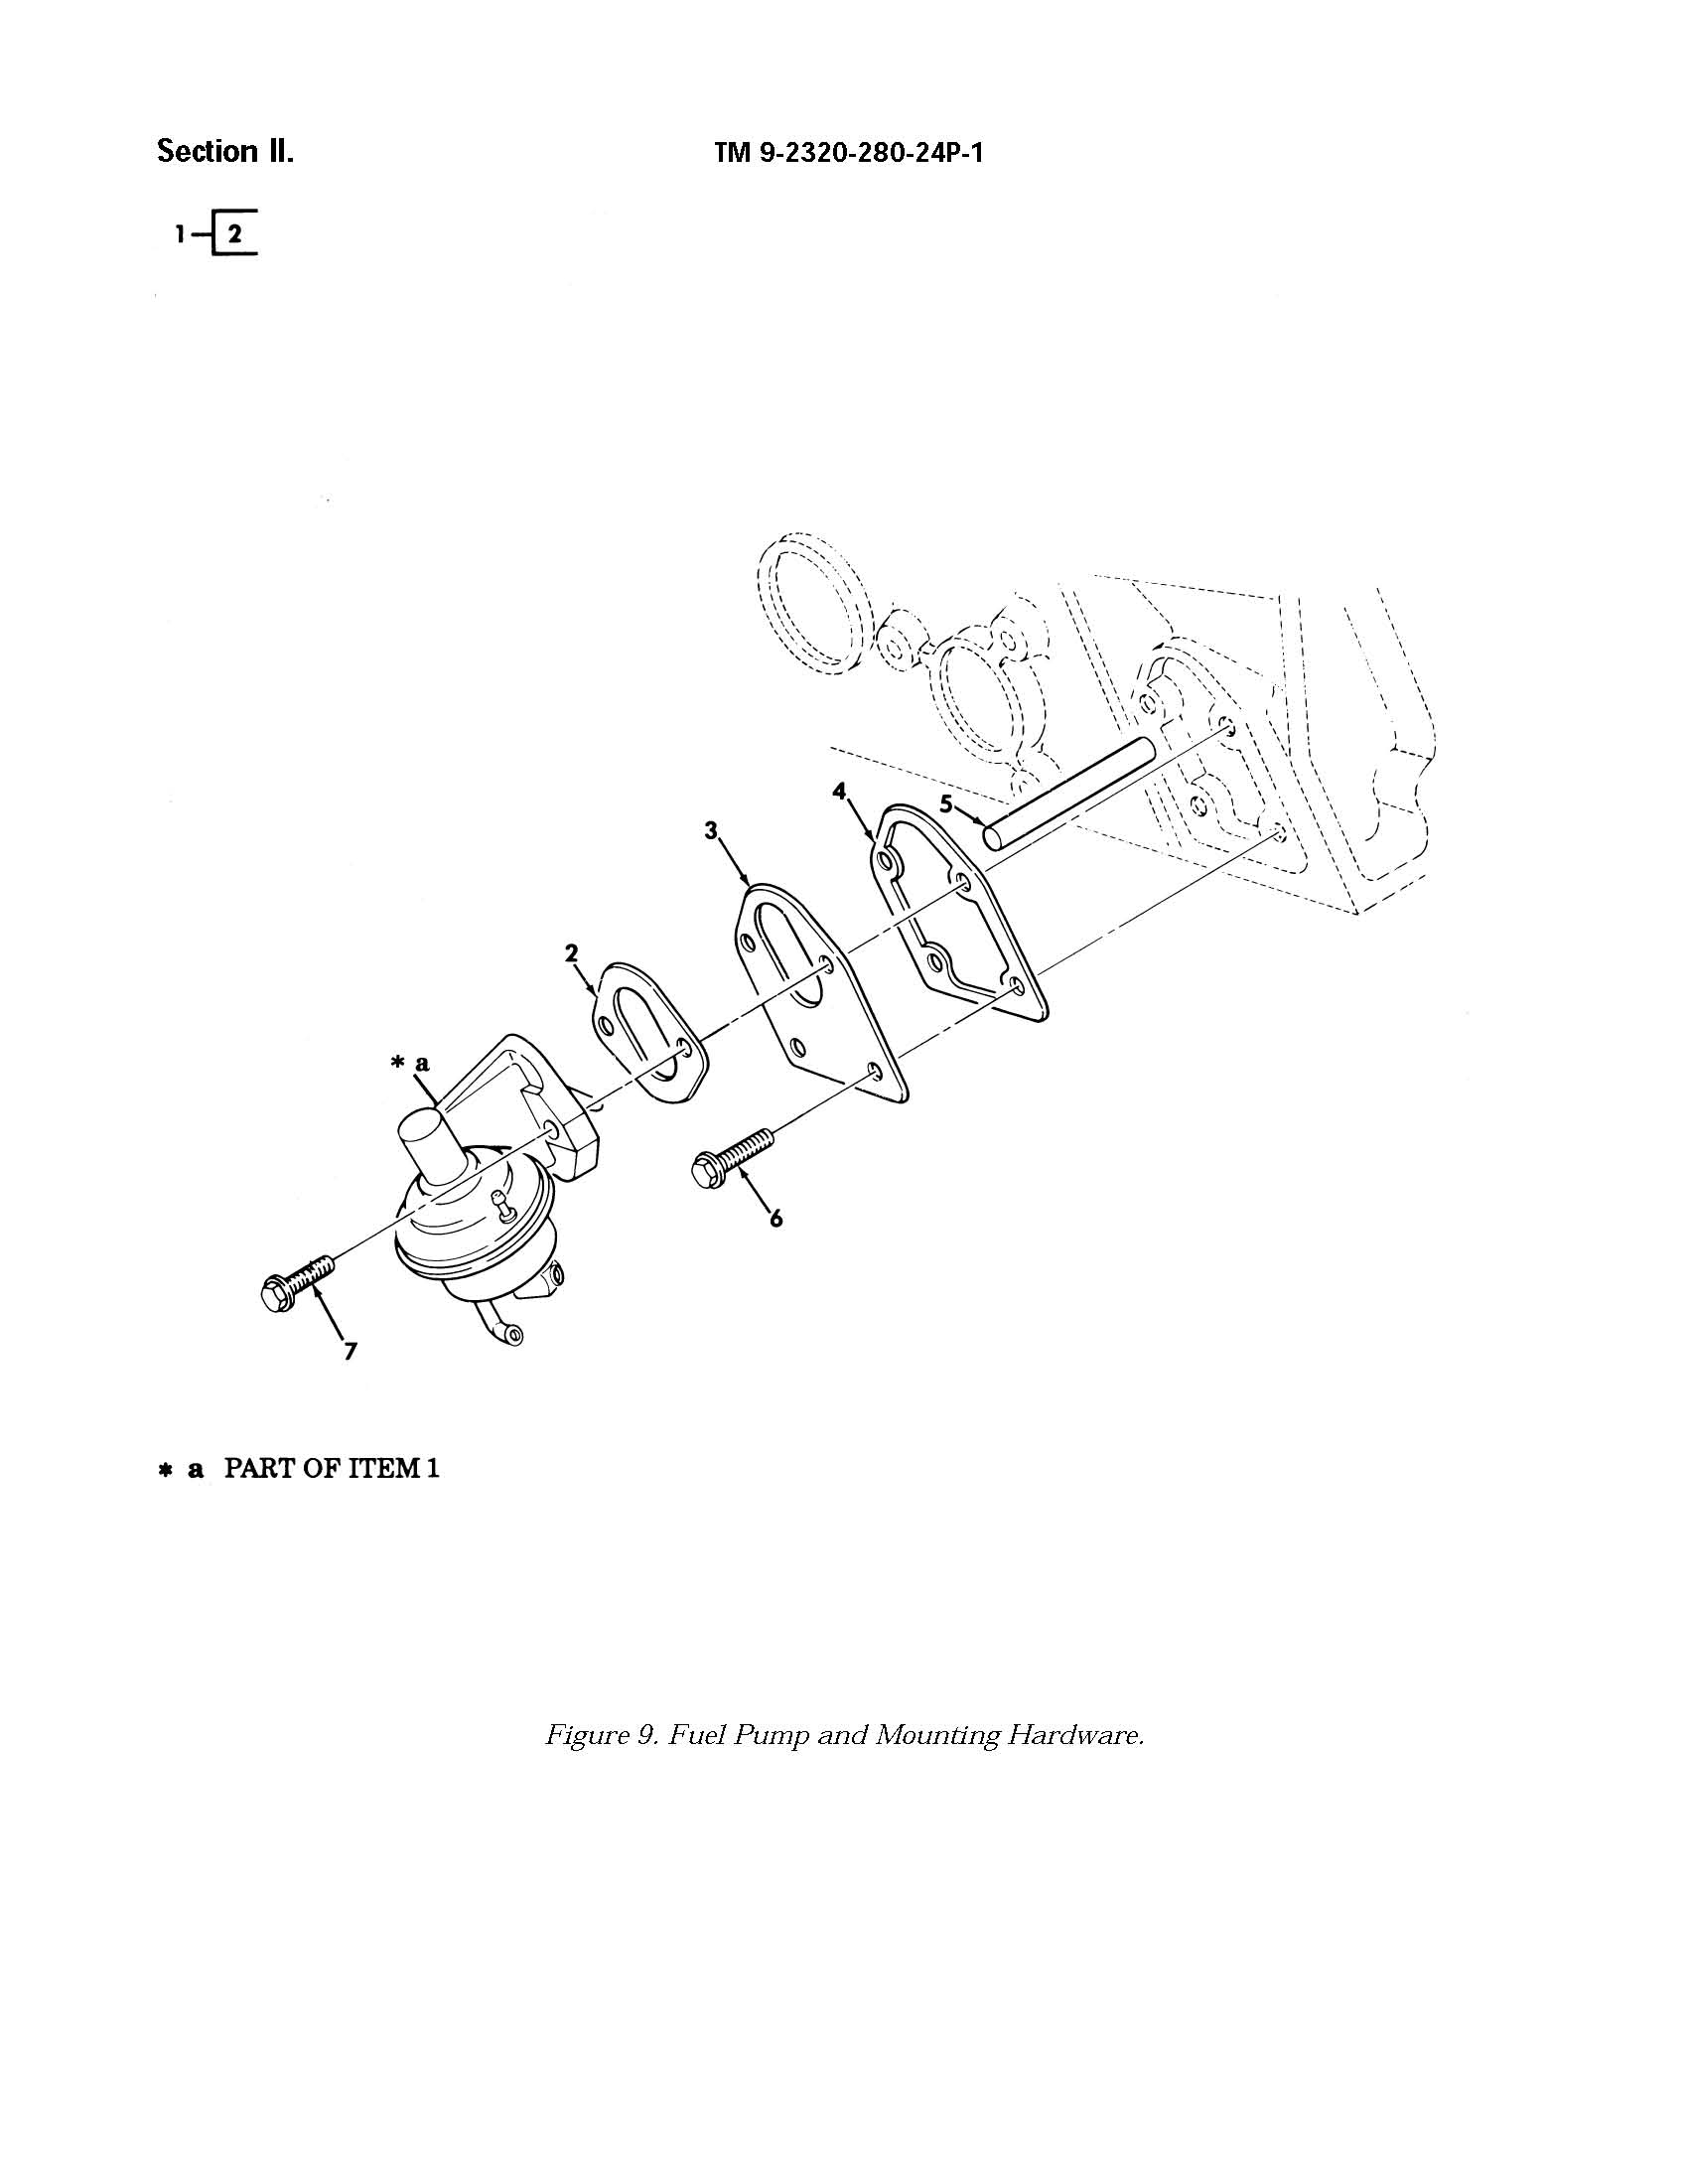 Section II.
TM 9-2320-280-24P-1
1
2
4
5
3
2
* a
6
7
* a PART OF ITEM 1
Figure 9. Fuel Pump and Mounting Hardware.